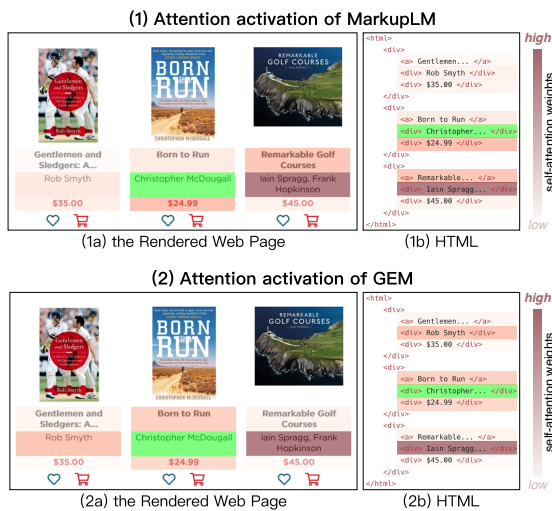 (1) Attention activation of MarkupLM
Gentlemen
and Sledgers
Rob Smyth
BORN
TO
RUN
CHRISTOPHER McDOUGALL
REMARKABLE
GOLF COURSES
Gentlemen and
Sledgers: A...
Born to Run
Remarkable Golf
Courses
Rob Smyth
Christopher McDougall
Iain Spragg, Frank
Hopkinson
$35.00
$24.99
$45.00
(1a) the Rendered Web Page
<html>
<div>
<a> Gentlemen... </a>
<div> Rob Smyth </div>
<div> $35.00 </div>
</div>
<div>
<a> Born to Run </a>
<div> Christopher... </div>
<div> $24.99 </div>
</div>
<div>
<a> Remarkable... </a>
<div> Iain Spragg... </div>
<div> $45.00 </div>
</div>
</html>
(1b) HTML
high
self-attention weights
low
(2) Attention activation of GEM
Gentlemen
and Sledgers
Rob Smyth
BORN
TO
RUN
CHRISTOPHER McDOUGALL
REMARKABLE
GOLF COURSES
Gentlemen and
Sledgers: A...
Born to Run
Remarkable Golf
Courses
Rob Smyth
Christopher McDougall
Iain Spragg, Frank
Hopkinson
$35.00
$24.99
$45.00
(2a) the Rendered Web Page
<html>
<div>
<a> Gentlemen... </a>
<div> Rob Smyth </div>
<div> $35.00 </div>
</div>
<div>
<a> Born to Run </a>
<div> Christopher... </div>
<div> $24.99 </div>
</div>
<div>
<a> Remarkable... </a>
<div> Iain Spragg... </div>
<div> $45.00 </div>
</div>
</html>
(2b) HTML
high
self-attention weights
low